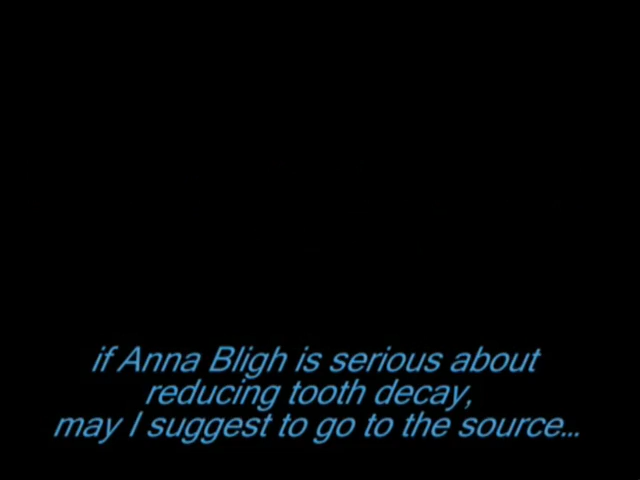 if Anna Bligh is serious about
reducing tooth decay,
may I suggest to go to the source...